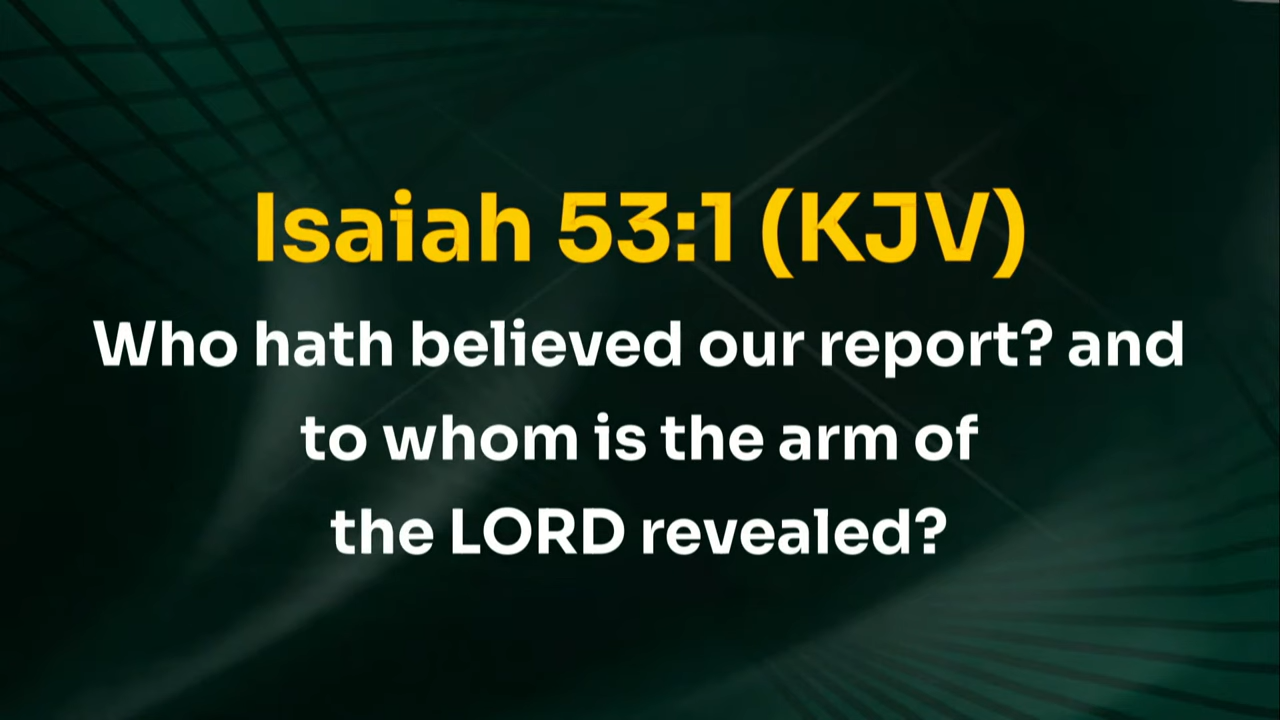 Isaiah 53:1 (KJV)
Who hath believed our report? and
to whom is the arm of
the LORD revealed?